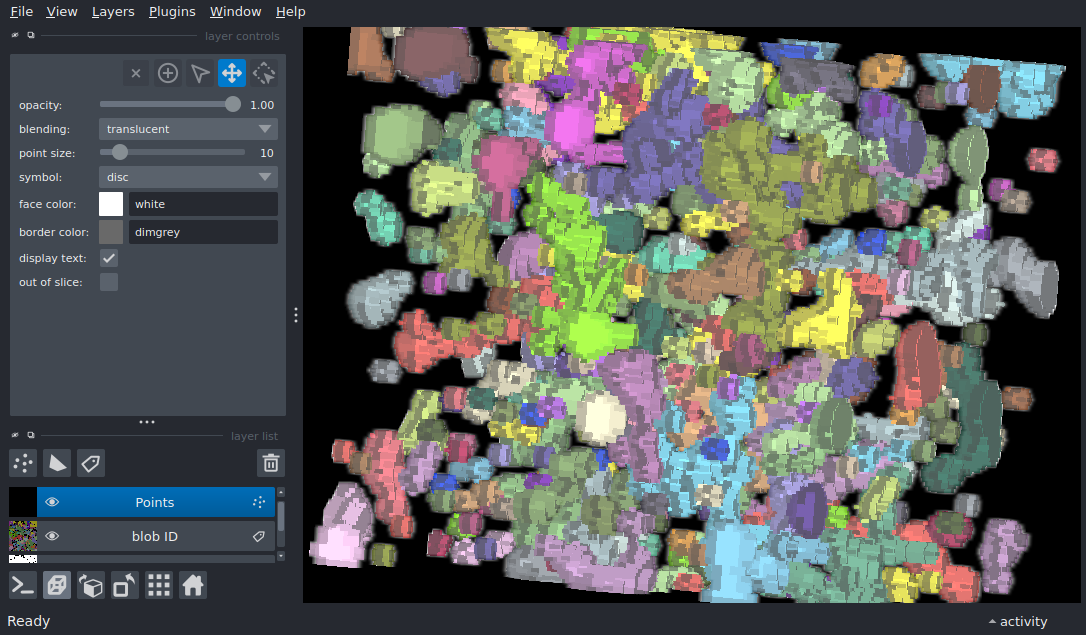 File View Layers Plugins Window Help
layer controls
opacity: 1.00
blending: translucent
point size: 10
symbol: disc
face color: white
border color: dimgrey
display text:
out of slice:
layer list
Points
blob ID
Ready
activity